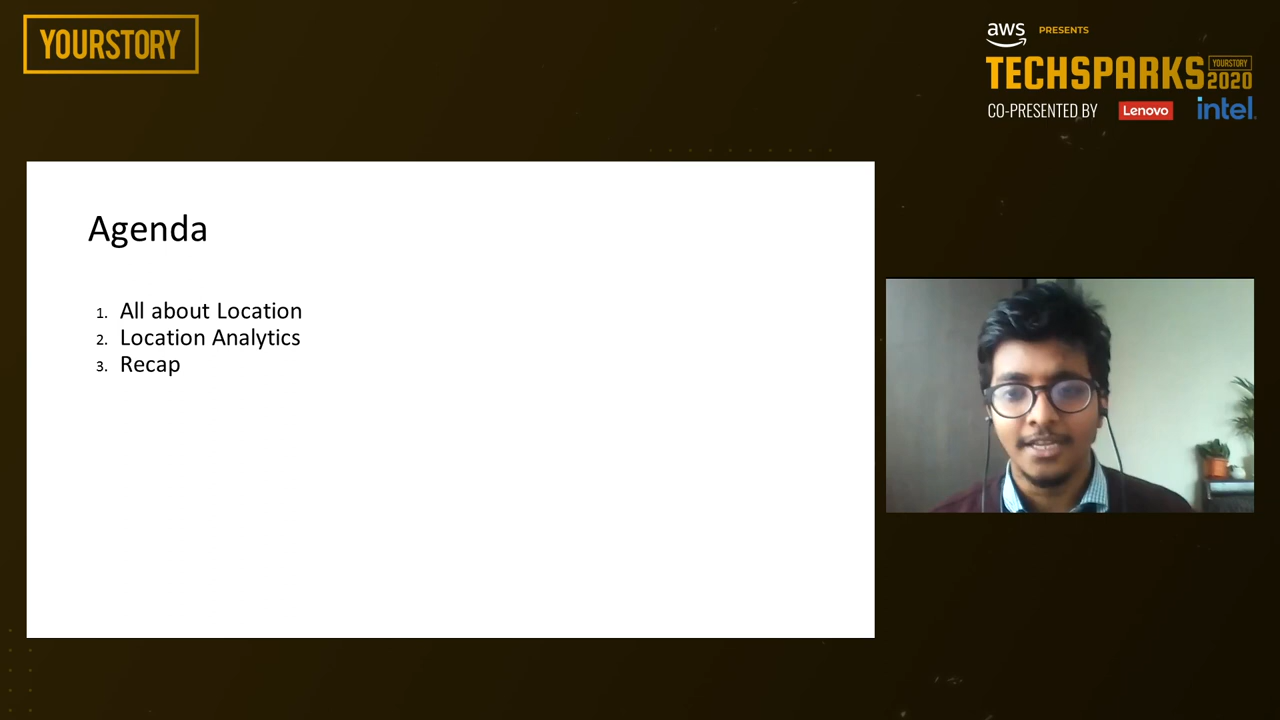 YOURSTORY
aws PRESENTS
TECHSPARKS YOURSTORY 2020
CO-PRESENTED BY Lenovo intel.
Agenda
1. All about Location
2. Location Analytics
3. Recap